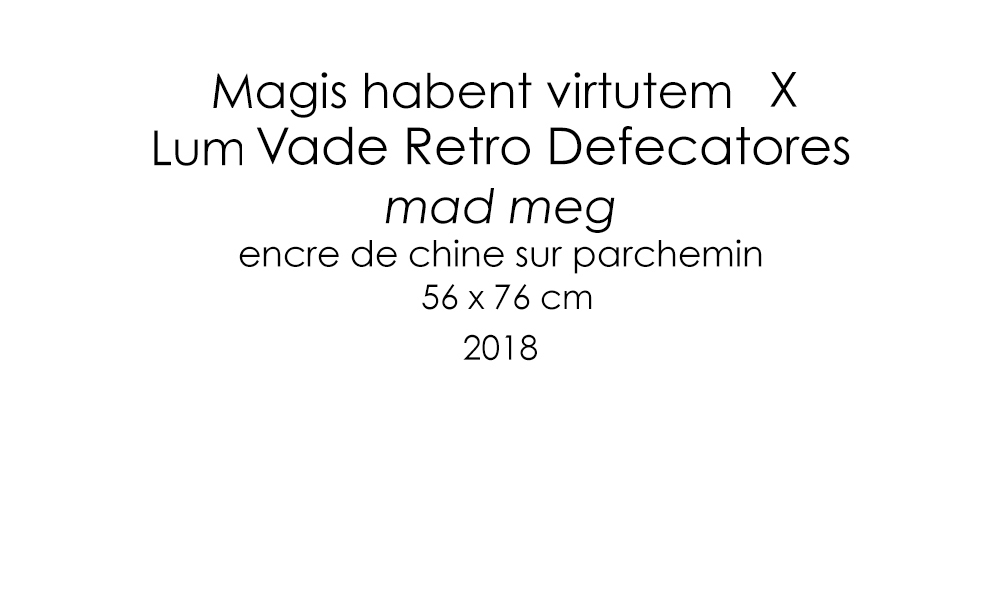 Magis habent virtutem X
Lum Vade Retro Defecatores
mad meg
encre de chine sur parchemin
56 x 76 cm
2018